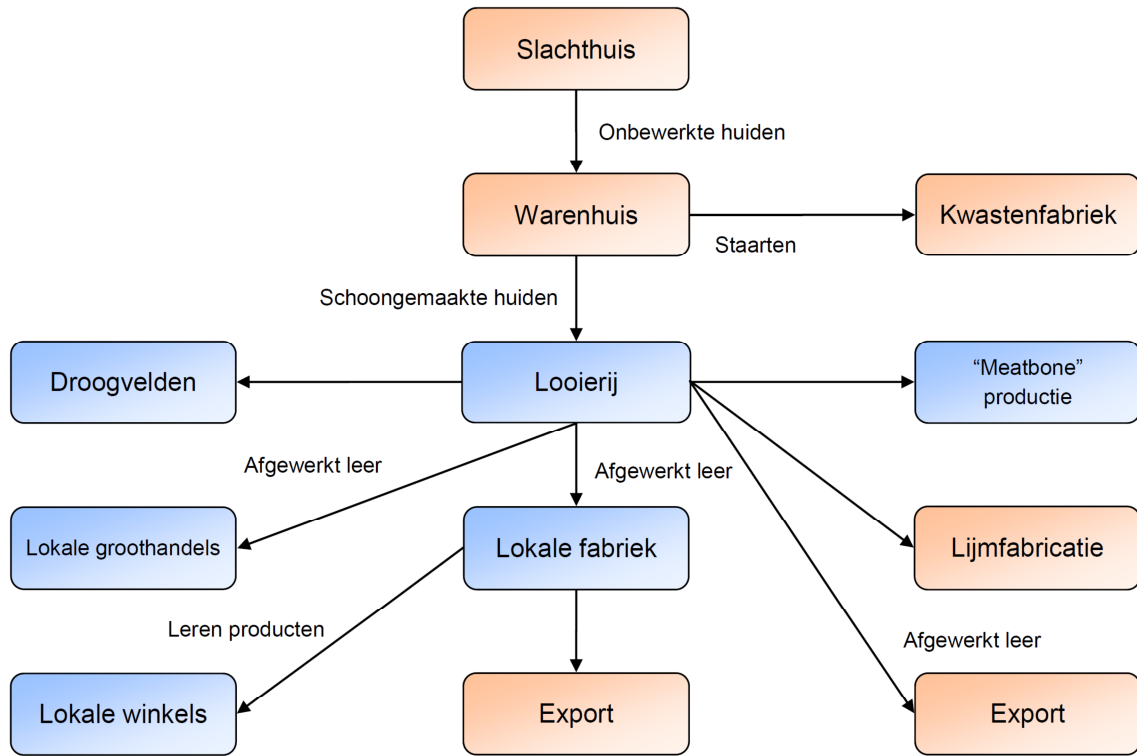 Slachthuis
Onbewerkte huiden
Warenhuis
Kwastenfabriek
Staarten
Schoongemaakte huiden
Droogvelden
Looierij
“Meatbone”
productie
Afgewerkt leer
Afgewerkt leer
Lokale groothandels
Lokale fabriek
Lijmfabricatie
Leren producten
Afgewerkt leer
Lokale winkels
Export
Export